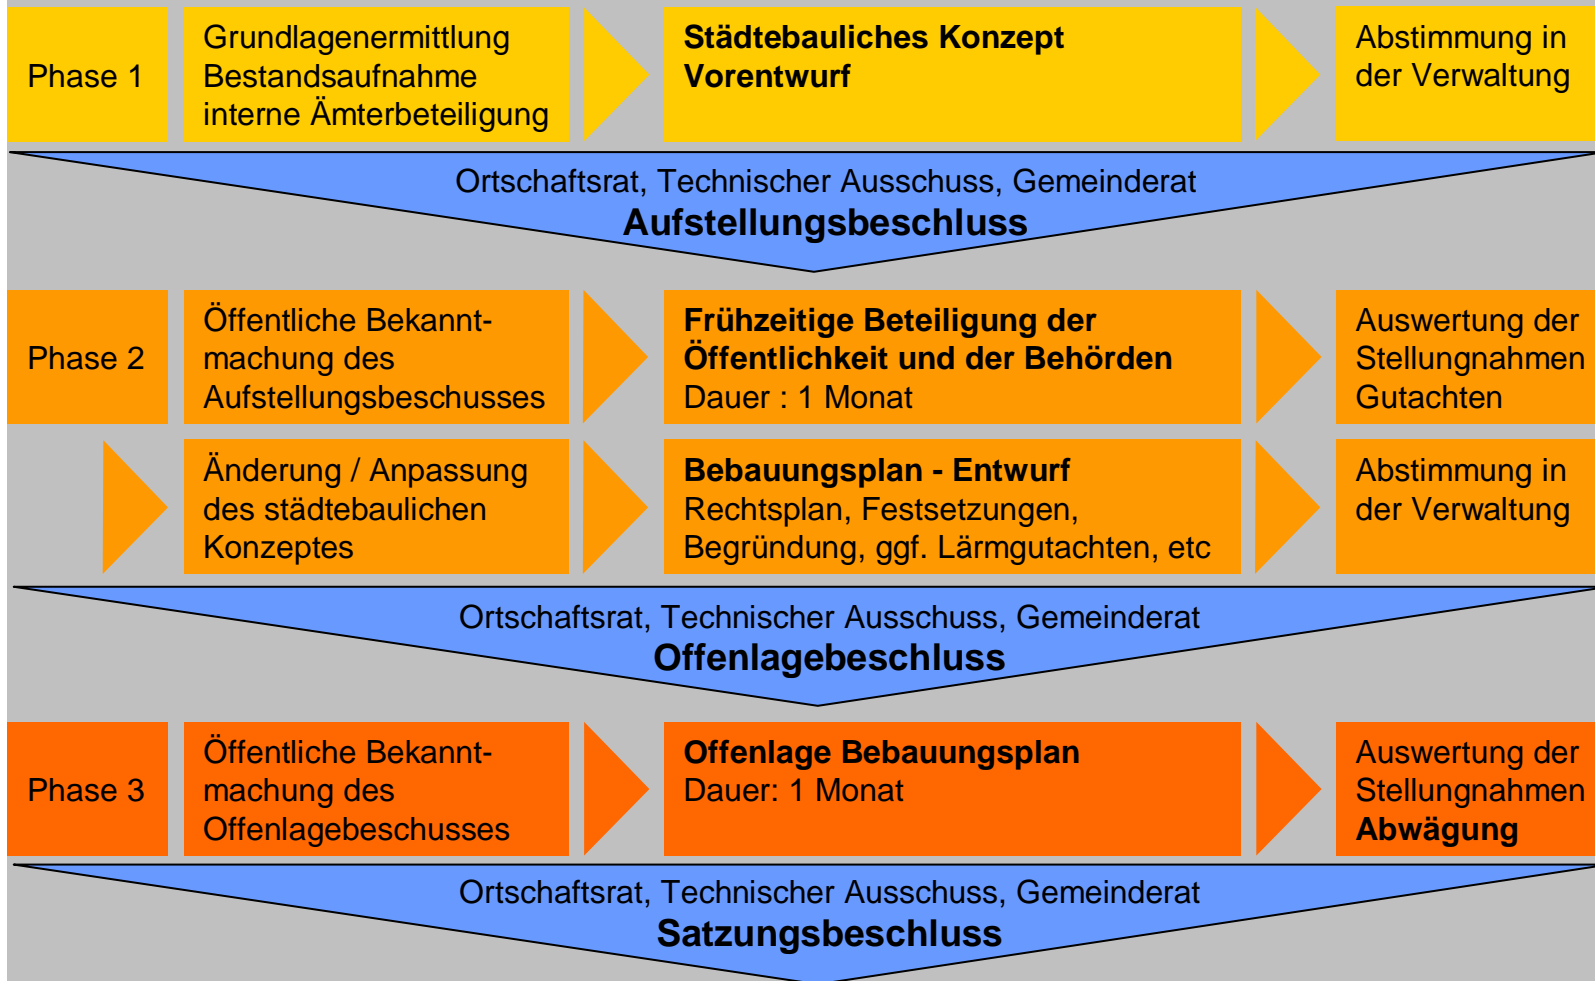 Phase 1
Grundlagenermittlung
Bestandsaufnahme
interne Ämterbeteiligung
Städtebauliches Konzept
Vorentwurf
Abstimmung in
der Verwaltung
Ortschaftsrat, Technischer Ausschuss, Gemeinderat
Aufstellungsbeschluss
Phase 2
Öffentliche Bekannt-
machung des
Aufstellungsbeschusses
Frühzeitige Beteiligung der
Öffentlichkeit und der Behörden
Dauer : 1 Monat
Auswertung der
Stellungnahmen
Gutachten
Änderung / Anpassung
des städtebaulichen
Konzeptes
Bebauungsplan - Entwurf
Rechtsplan, Festsetzungen,
Begründung, ggf. Lärmgutachten, etc
Abstimmung in
der Verwaltung
Ortschaftsrat, Technischer Ausschuss, Gemeinderat
Offenlagebeschluss
Phase 3
Öffentliche Bekannt-
machung des
Offenlagebeschusses
Offenlage Bebauungsplan
Dauer: 1 Monat
Auswertung der
Stellungnahmen
Abwägung
Ortschaftsrat, Technischer Ausschuss, Gemeinderat
Satzungsbeschluss